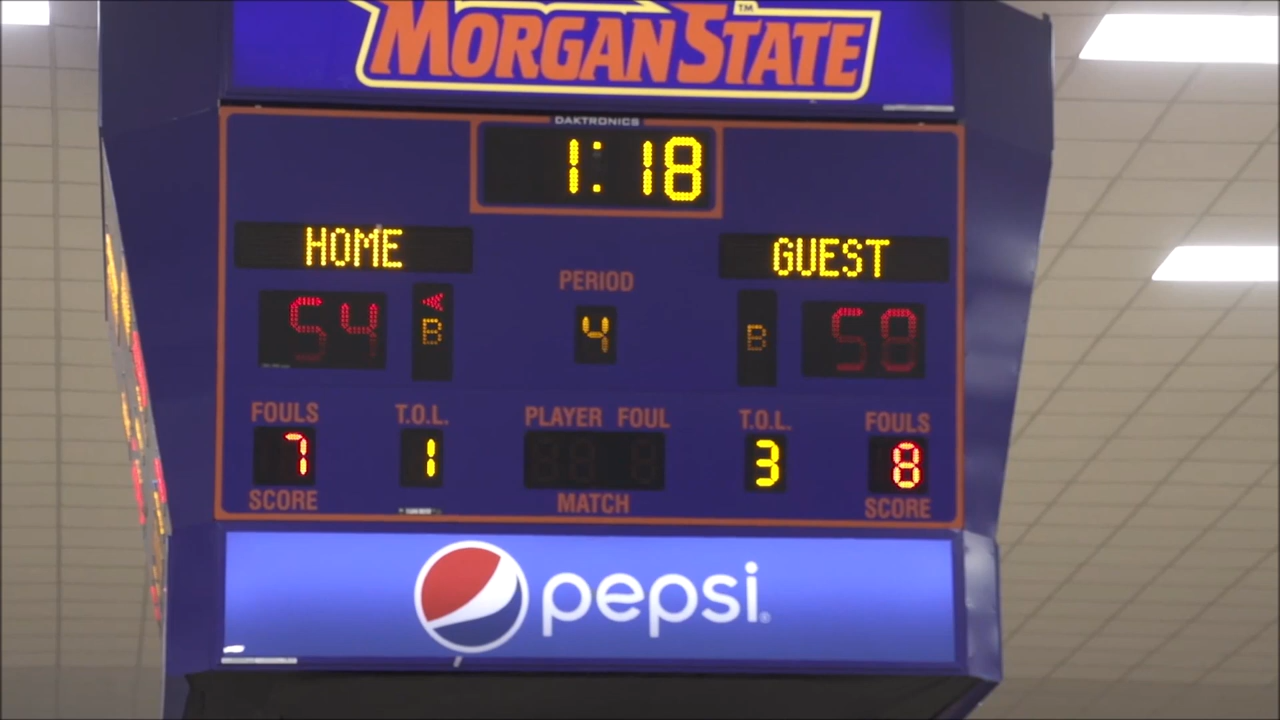 MORGAN STATE™
DAKTRONICS
1:18
HOME
GUEST
PERIOD
54 B 4 B 58
FOULS T.O.L. PLAYER FOUL T.O.L. FOULS
7 1 3 8
SCORE MATCH SCORE
pepsi®